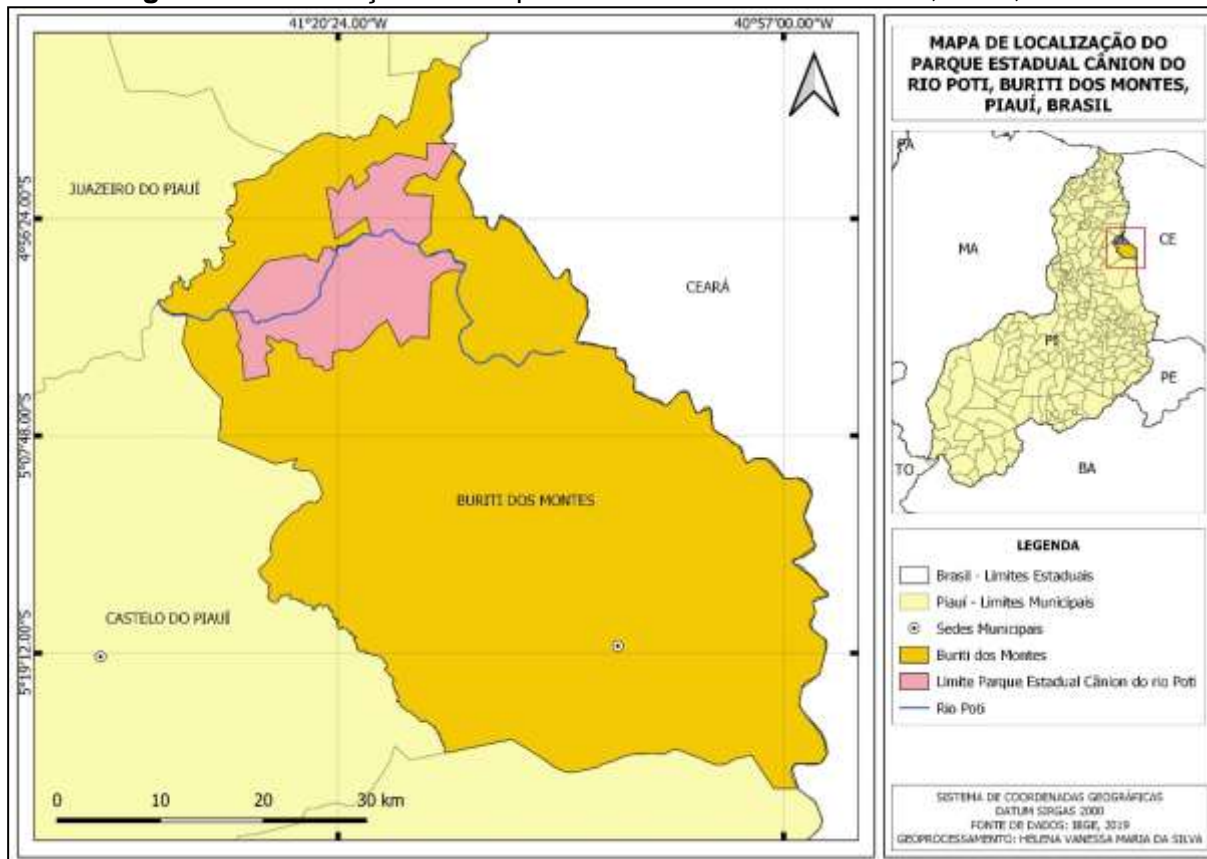 41°20'24.00"W
40°57'00.00"W
4°56'24.00"S
5°07'48.00"S
5°19'12.00"S
JUAZEIRO DO PIAUÍ
CEARÁ
BURITI DOS MONTES
CASTELO DO PIAUÍ
0 10 20 30 km
MAPA DE LOCALIZAÇÃO DO
PARQUE ESTADUAL CÂNION DO
RIO POTI, BURITI DOS MONTES,
PIAUÍ, BRASIL
PA
MA
CE
PI
PE
TO
BA
LEGENDA
Brasil - Limites Estaduais
Piauí - Limites Municipais
Sedes Municipais
Buriti dos Montes
Limite Parque Estadual Cânion do rio Poti
Rio Poti
SISTEMA DE COORDENADAS GEOGRÁFICAS
DATUM SIRGAS 2000
FONTE DE DADOS: IBGE, 2019
GEOPROCESSAMENTO: HELENA VANESSA MARIA DA SILVA